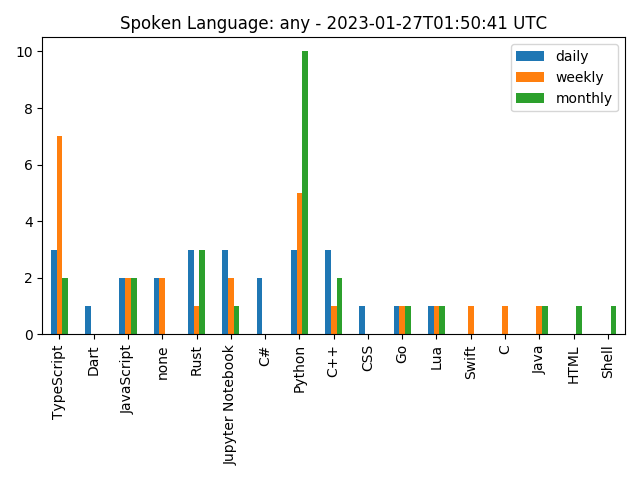 Spoken Language: any - 2023-01-27T01:50:41 UTC
daily
weekly
monthly
10
8
6
4
2
0
TypeScript
Dart
JavaScript
none
Rust
Jupyter Notebook
C#
Python
C++
CSS
Go
Lua
Swift
C
Java
HTML
Shell